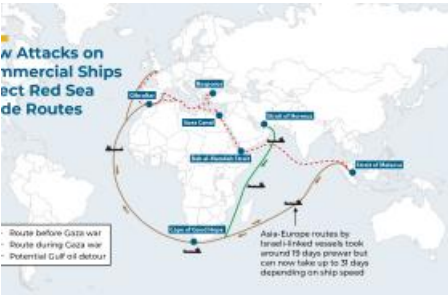 w Attacks on
mmercial Ships
ect Red Sea
de Routes
Bosporus
Gibraltar
Suez Canal
Strait of Hormuz
Bab al-Mandab Strait
Strait of Malacca
Cape of Good Hope
Route before Gaza war
Route during Gaza war
Potential Gulf oil detour
Asia-Europe routes by
Israeli-linked vessels took
around 19 days prewar but
can now take up to 31 days
depending on ship speed